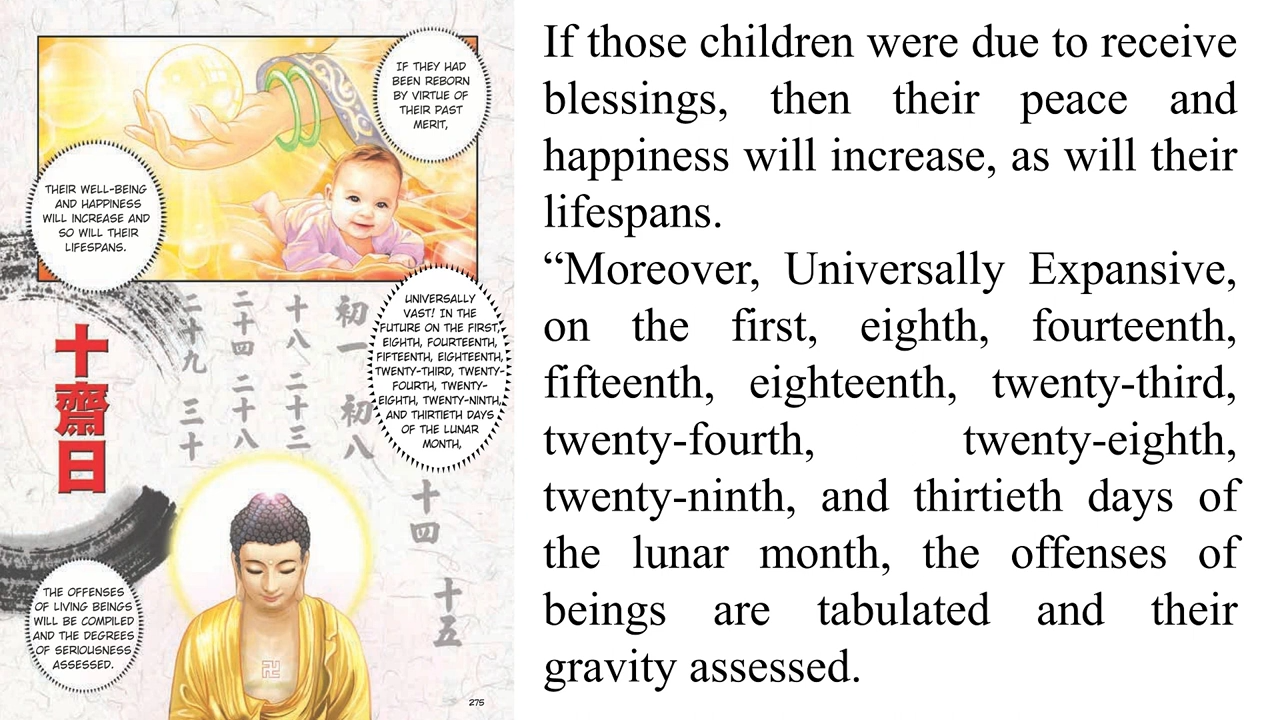 IF THEY HAD
BEEN REBORN
BY VIRTUE OF
THEIR PAST
MERIT,
THEIR WELL-BEING
AND HAPPINESS
WILL INCREASE AND
SO WILL THEIR
LIFESPANS.
UNIVERSALLY
VAST! IN THE
FUTURE ON THE FIRST,
EIGHTH, FOURTEENTH,
FIFTEENTH, EIGHTEENTH,
TWENTY-THIRD, TWENTY-
FOURTH, TWENTY-
EIGHTH, TWENTY-NINTH,
AND THIRTIETH DAYS
OF THE LUNAR
MONTH,
初一 初八
十四
十五
十八 二十三
二十四 二十八
二十九 三十
十齋日
THE OFFENSES
OF LIVING BEINGS
WILL BE COMPILED
AND THE DEGREES
OF SERIOUSNESS
ASSESSED.
卍
275
If those children were due to receive
blessings, then their peace and
happiness will increase, as will their
lifespans.
“Moreover, Universally Expansive,
on the first, eighth, fourteenth,
fifteenth, eighteenth, twenty-third,
twenty-fourth, twenty-eighth,
twenty-ninth, and thirtieth days of
the lunar month, the offenses of
beings are tabulated and their
gravity assessed.